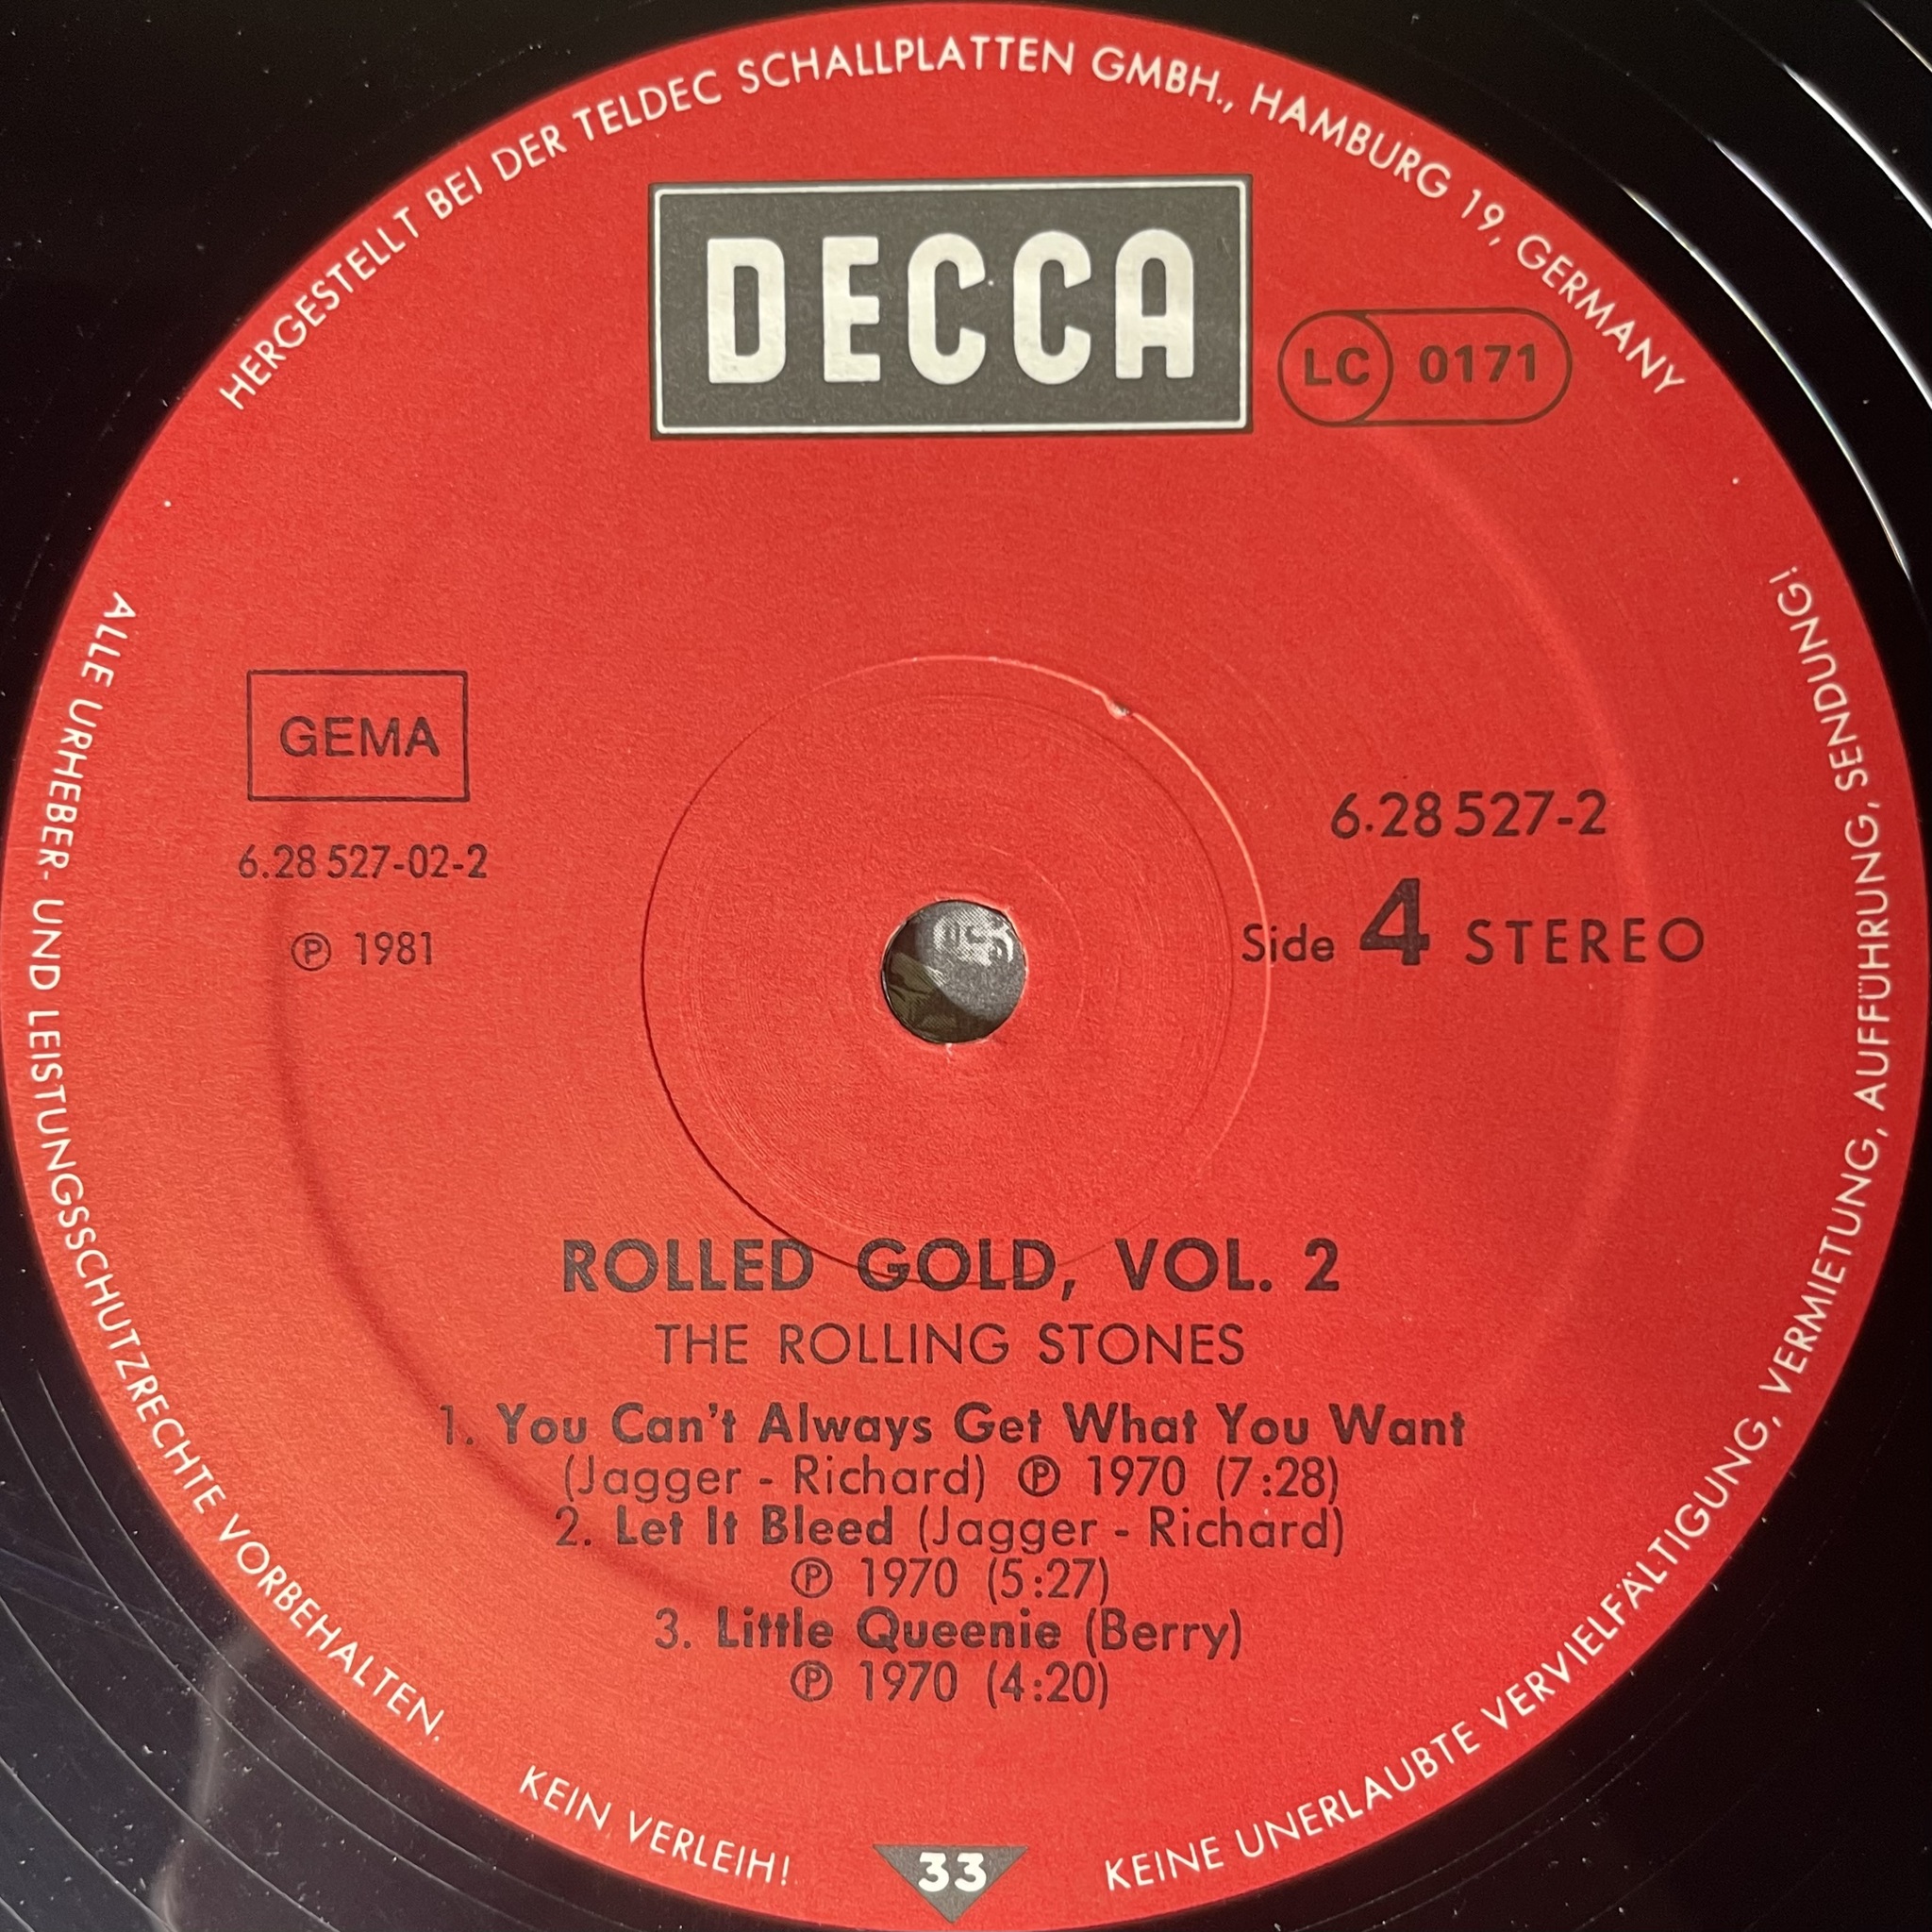 HERGESTELLT BEI DER TELDEC SCHALLPLATTEN GMBH., HAMBURG 19, GERMANY
DECCA
LC 0171
GEMA
6.28 527-02-2
Ⓟ 1981
6.28 527-2
Side 4 STEREO
ROLLED GOLD, VOL. 2
THE ROLLING STONES
1. You Can't Always Get What You Want
(Jagger - Richard) Ⓟ 1970 (7:28)
2. Let It Bleed (Jagger - Richard)
Ⓟ 1970 (5:27)
3. Little Queenie (Berry)
Ⓟ 1970 (4:20)
ALLE URHEBER- UND LEISTUNGSSCHUTZRECHTE VORBEHALTEN.
KEIN VERLEIH!
33
KEINE UNERLAUBTE VERVIELFÄLTIGUNG, VERMIETUNG, AUFFÜHRUNG, SENDUNG!